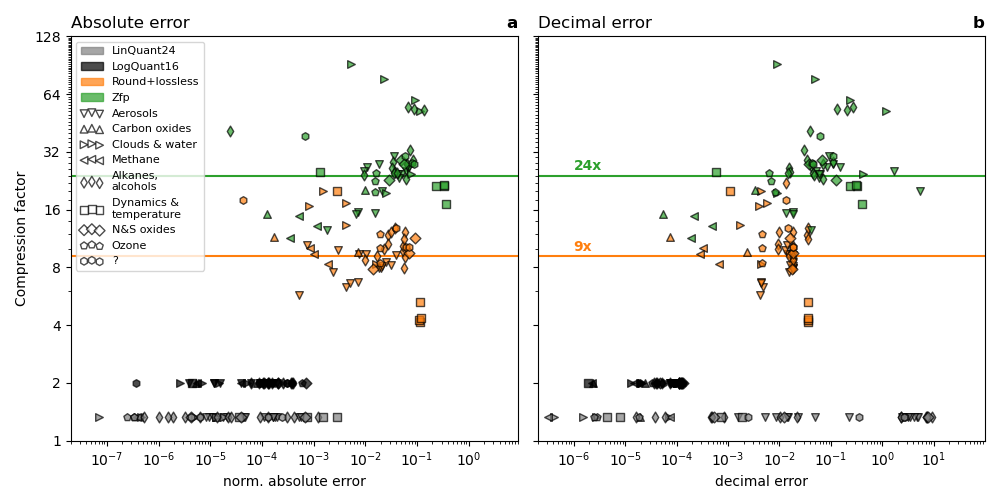 Absolute error
a
Decimal error
b
Compression factor
128
64
32
16
8
4
2
1
LinQuant24
LogQuant16
Round+lossless
Zfp
Aerosols
Carbon oxides
Clouds & water
Methane
Alkanes,
alcohols
Dynamics &
temperature
N&S oxides
Ozone
?
24x
9x
10⁻⁷ 10⁻⁶ 10⁻⁵ 10⁻⁴ 10⁻³ 10⁻² 10⁻¹ 10⁰
norm. absolute error
10⁻⁶ 10⁻⁵ 10⁻⁴ 10⁻³ 10⁻² 10⁻¹ 10⁰ 10¹
decimal error